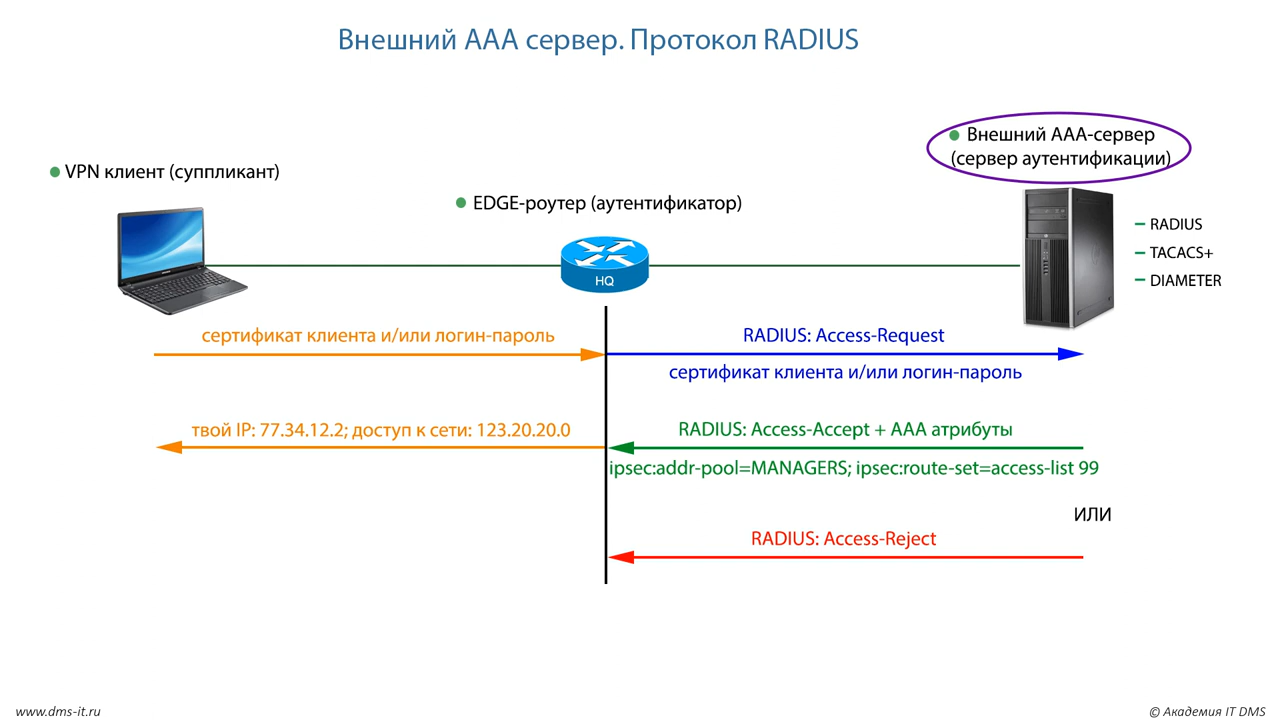 Внешний ААА сервер. Протокол RADIUS
VPN клиент (суппликант)
EDGE-роутер (аутентификатор)
Внешний ААА-сервер
(сервер аутентификации)
– RADIUS
– TACACS+
– DIAMETER
HQ
сертификат клиента и/или логин-пароль
RADIUS: Access-Request
сертификат клиента и/или логин-пароль
твой IP: 77.34.12.2; доступ к сети: 123.20.20.0
RADIUS: Access-Accept + ААА атрибуты
ipsec:addr-pool=MANAGERS; ipsec:route-set=access-list 99
ИЛИ
RADIUS: Access-Reject
www.dms-it.ru
© Академия IT DMS